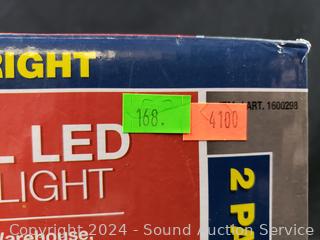 RIGHT
168.
4100
ART. 1600298
L LED
LIGHT
2 PA
Warehouse,
Copyright 2024 - Sound Auction Service